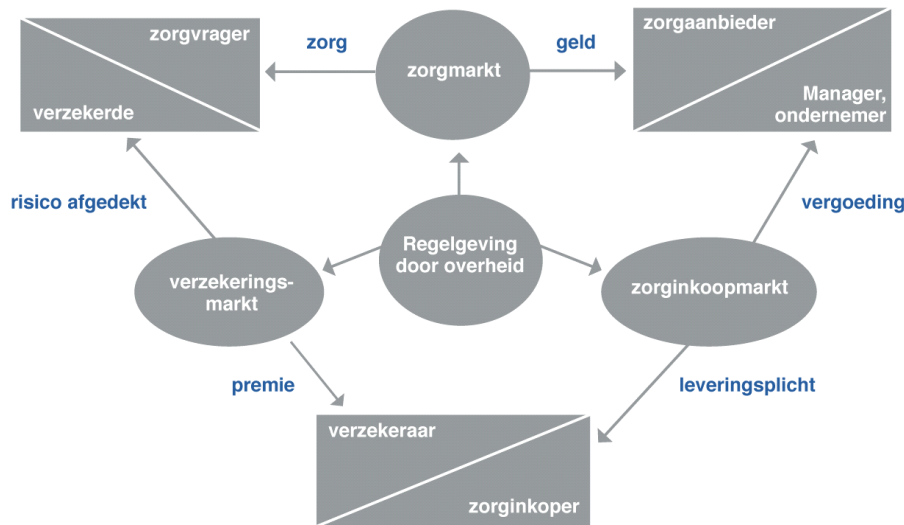 zorgvrager
verzekerde
zorg
zorgmarkt
geld
zorgaanbieder
Manager,
ondernemer
risico afgedekt
Regelgeving
door overheid
vergoeding
verzekerings-
markt
zorginkoopmarkt
premie
leveringsplicht
verzekeraar
zorginkoper